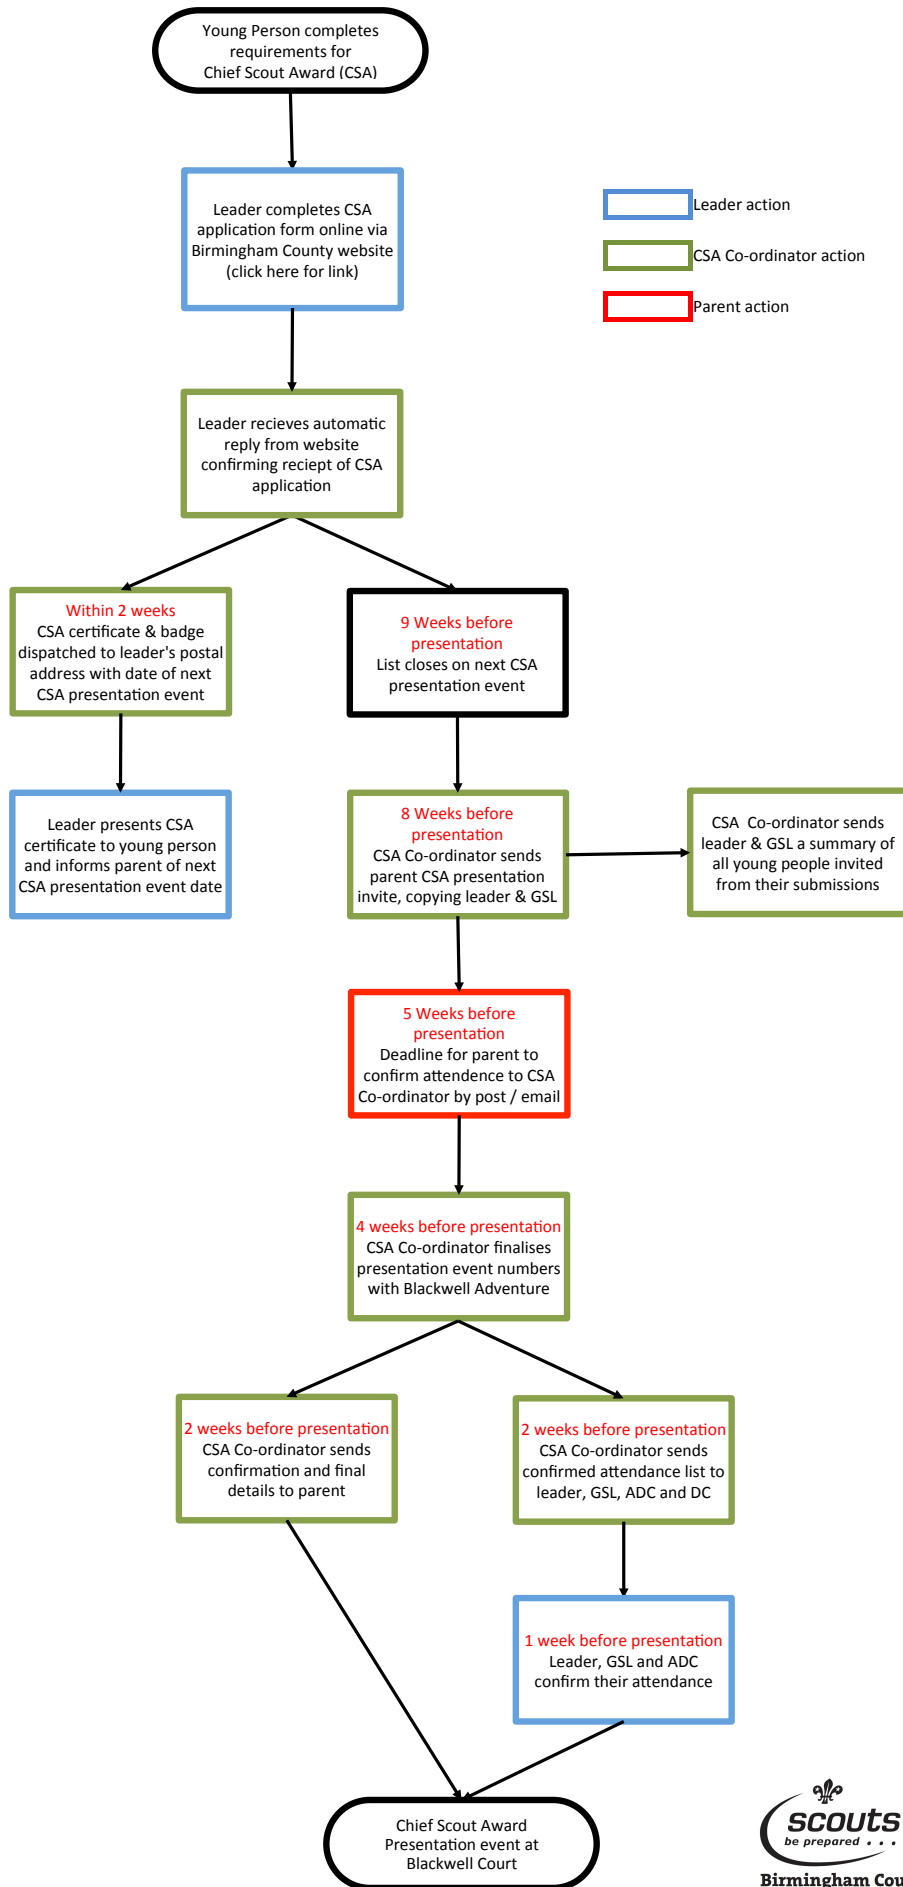 Young Person completes
requirements for
Chief Scout Award (CSA)
Leader completes CSA
application form online via
Birmingham County website
(click here for link)
Leader action
CSA Co-ordinator action
Parent action
Leader recieves automatic
reply from website
confirming reciept of CSA
application
Within 2 weeks
CSA certificate & badge
dispatched to leader's postal
address with date of next
CSA presentation event
9 Weeks before
presentation
List closes on next CSA
presentation event
Leader presents CSA
certificate to young person
and informs parent of next
CSA presentation event date
8 Weeks before
presentation
CSA Co-ordinator sends
parent CSA presentation
invite, copying leader & GSL
CSA Co-ordinator sends
leader & GSL a summary of
all young people invited
from their submissions
5 Weeks before
presentation
Deadline for parent to
confirm attendence to CSA
Co-ordinator by post / email
4 weeks before presentation
CSA Co-ordinator finalises
presentation event numbers
with Blackwell Adventure
2 weeks before presentation
CSA Co-ordinator sends
confirmation and final
details to parent
2 weeks before presentation
CSA Co-ordinator sends
confirmed attendance list to
leader, GSL, ADC and DC
1 week before presentation
Leader, GSL and ADC
confirm their attendance
Chief Scout Award
Presentation event at
Blackwell Court
scouts
be prepared . . .
Birmingham Cou